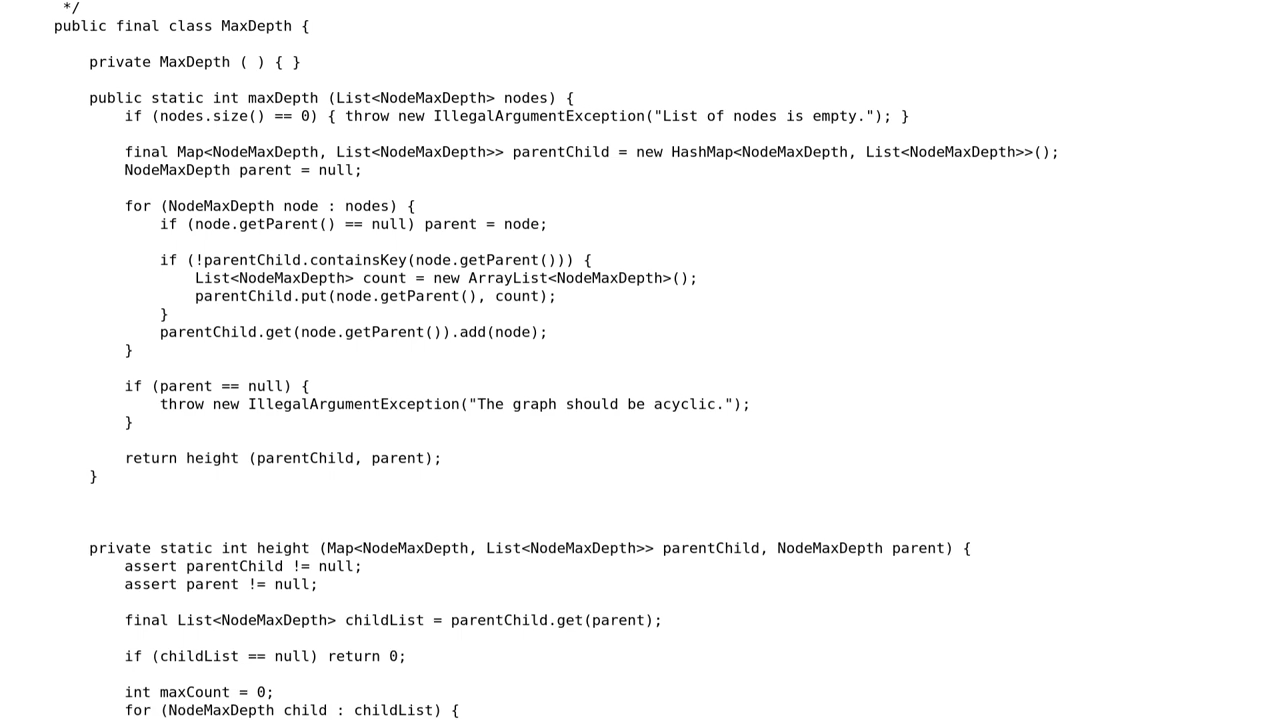 */
public final class MaxDepth {
private MaxDepth ( ) { }
public static int maxDepth (List<NodeMaxDepth> nodes) {
if (nodes.size() == 0) { throw new IllegalArgumentException("List of nodes is empty."); }
final Map<NodeMaxDepth, List<NodeMaxDepth>> parentChild = new HashMap<NodeMaxDepth, List<NodeMaxDepth>>();
NodeMaxDepth parent = null;
for (NodeMaxDepth node : nodes) {
if (node.getParent() == null) parent = node;
if (!parentChild.containsKey(node.getParent())) {
List<NodeMaxDepth> count = new ArrayList<NodeMaxDepth>();
parentChild.put(node.getParent(), count);
}
parentChild.get(node.getParent()).add(node);
}
if (parent == null) {
throw new IllegalArgumentException("The graph should be acyclic.");
}
return height (parentChild, parent);
}
private static int height (Map<NodeMaxDepth, List<NodeMaxDepth>> parentChild, NodeMaxDepth parent) {
assert parentChild != null;
assert parent != null;
final List<NodeMaxDepth> childList = parentChild.get(parent);
if (childList == null) return 0;
int maxCount = 0;
for (NodeMaxDepth child : childList) {